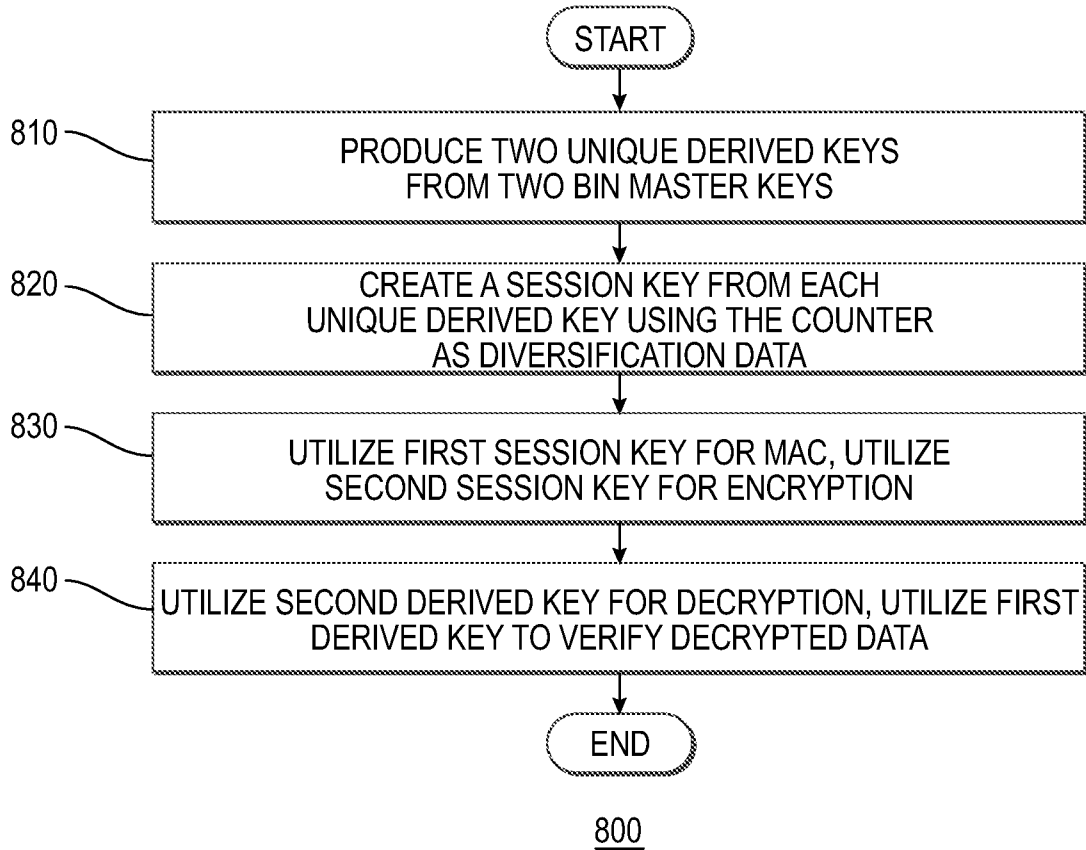 START
810
PRODUCE TWO UNIQUE DERIVED KEYS
FROM TWO BIN MASTER KEYS
820
CREATE A SESSION KEY FROM EACH
UNIQUE DERIVED KEY USING THE COUNTER
AS DIVERSIFICATION DATA
830
UTILIZE FIRST SESSION KEY FOR MAC, UTILIZE
SECOND SESSION KEY FOR ENCRYPTION
840
UTILIZE SECOND DERIVED KEY FOR DECRYPTION, UTILIZE FIRST
DERIVED KEY TO VERIFY DECRYPTED DATA
END
800